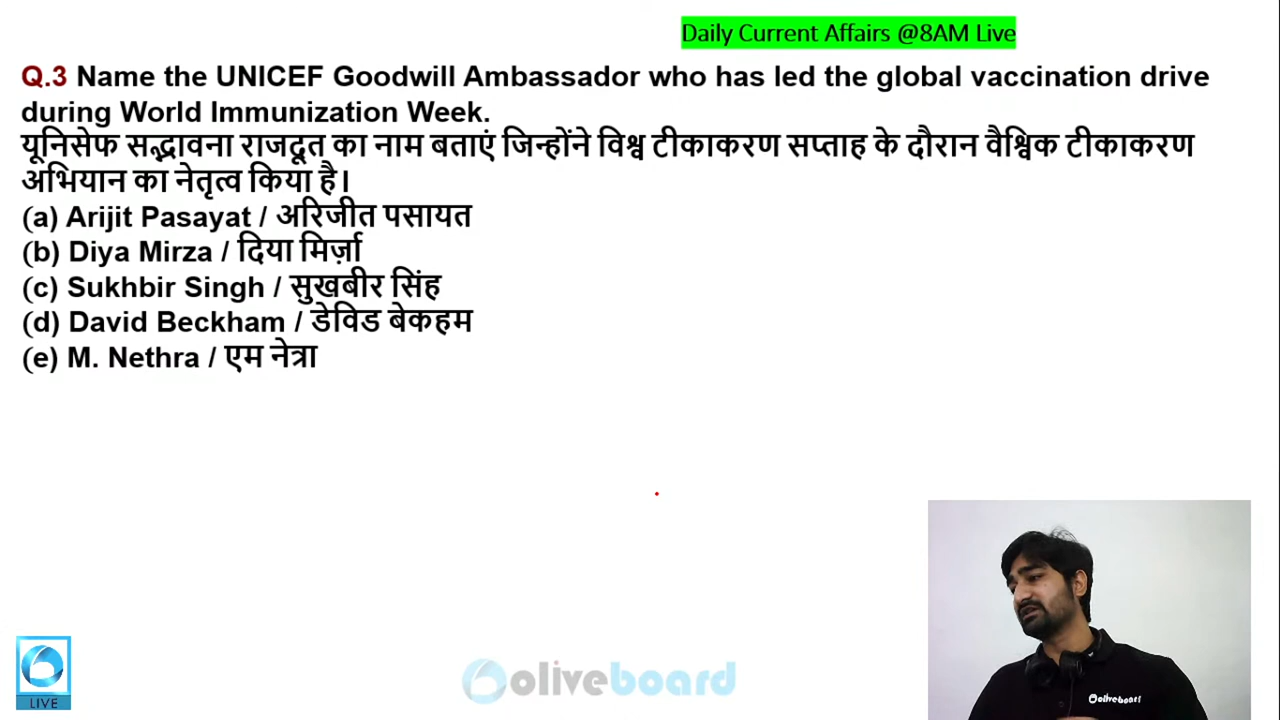 Daily Current Affairs @8AM Live
Q.3 Name the UNICEF Goodwill Ambassador who has led the global vaccination drive
during World Immunization Week.
यूनिसेफ सद्भावना राजदूत का नाम बताएं जिन्होंने विश्व टीकाकरण सप्ताह के दौरान वैश्विक टीकाकरण
अभियान का नेतृत्व किया है।
(a) Arijit Pasayat / अरिजीत पसायत
(b) Diya Mirza / दिया मिर्ज़ा
(c) Sukhbir Singh / सुखबीर सिंह
(d) David Beckham / डेविड बेकहम
(e) M. Nethra / एम नेत्रा
LIVE
oliveboard
oliveboard